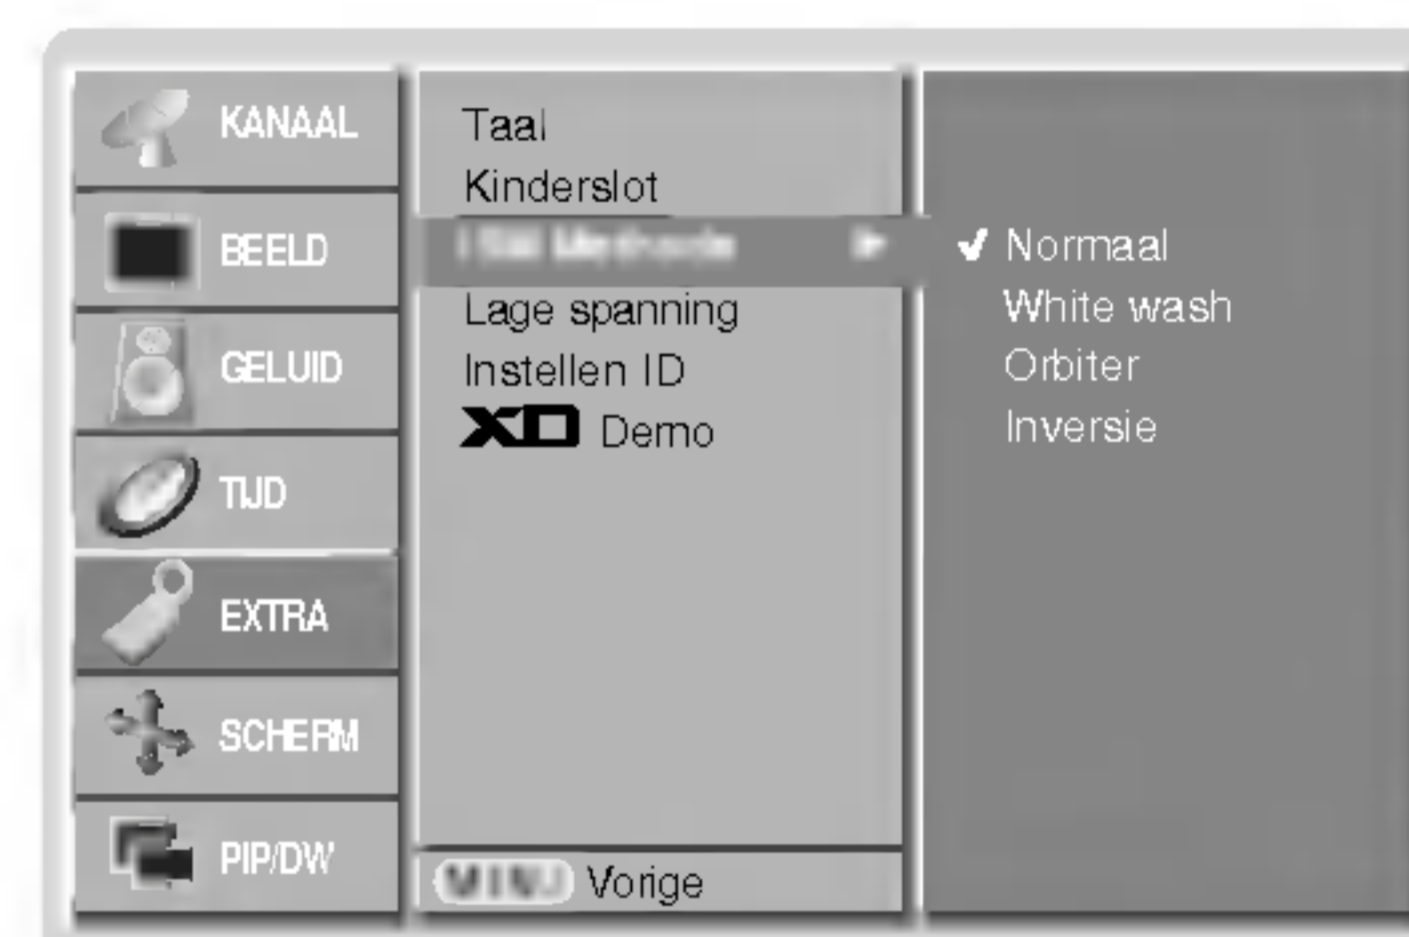 KANAAL
BEELD
GELUID
TIJD
EXTRA
SCHERM
PIP/DW
Taal
Kinderslot
Lage spanning
Instellen ID
XD Demo
Vorige
Normaal
White wash
Orbiter
Inversie